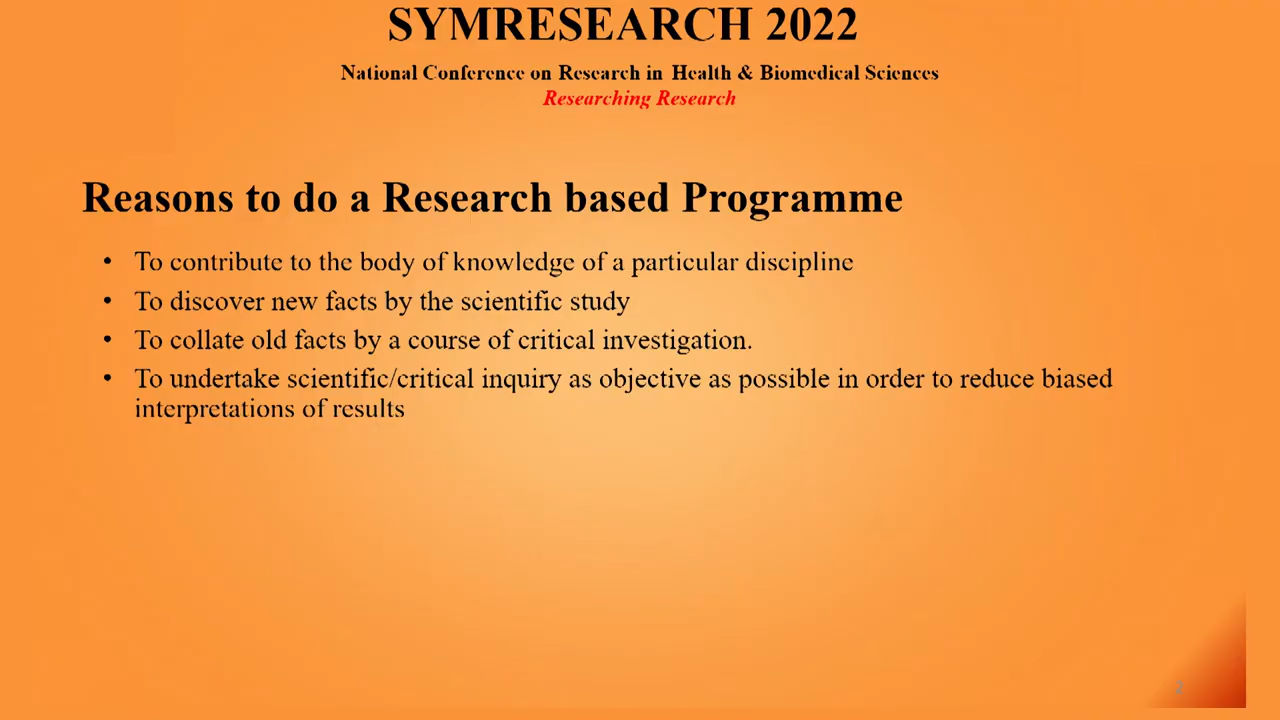 SYMRESEARCH 2022
National Conference on Research in Health & Biomedical Sciences
Researching Research
Reasons to do a Research based Programme
• To contribute to the body of knowledge of a particular discipline
• To discover new facts by the scientific study
• To collate old facts by a course of critical investigation.
• To undertake scientific/critical inquiry as objective as possible in order to reduce biased
interpretations of results
2